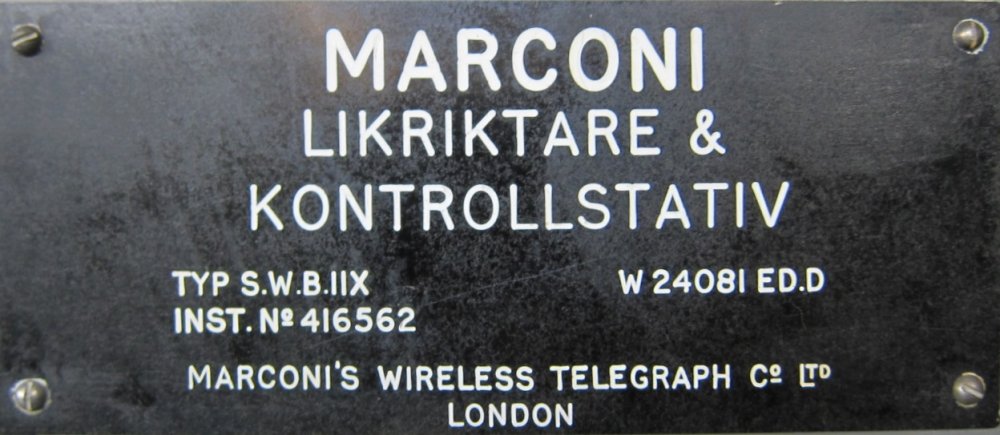 MARCONI
LIKRIKTARE &
KONTROLLSTATIV
TYP S.W.B.11X W 24081 ED.D
INST. Nº 416562
MARCONI'S WIRELESS TELEGRAPH Cº LTD
LONDON